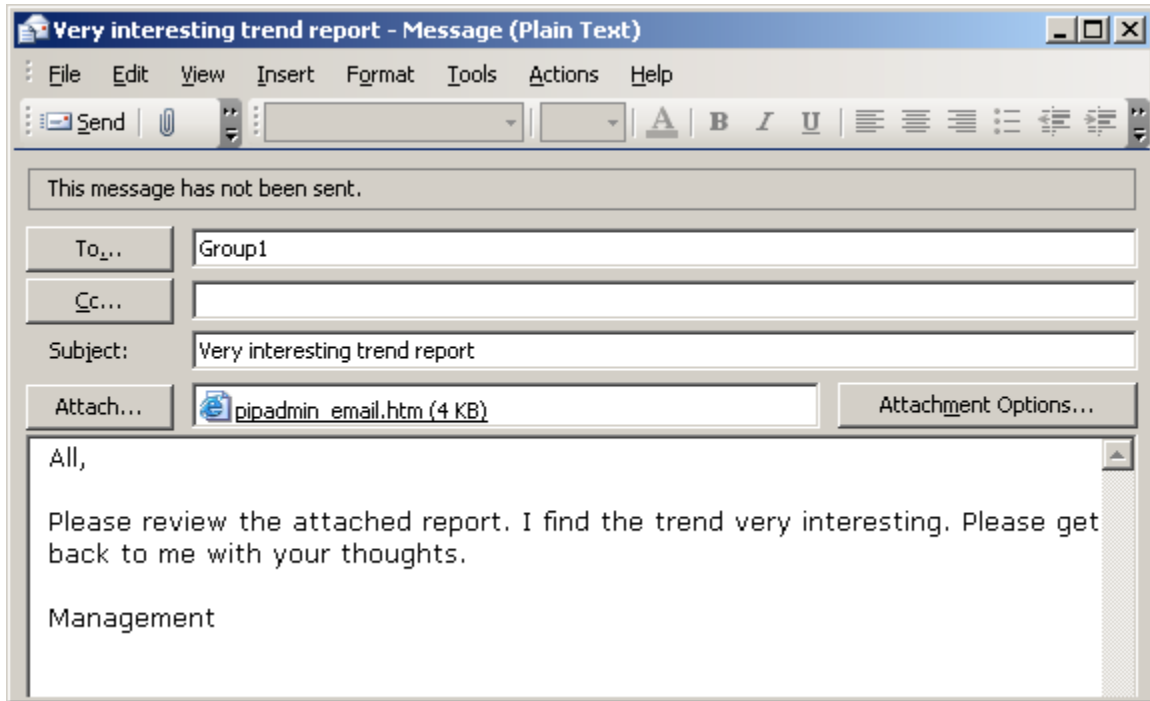 Very interesting trend report - Message (Plain Text)
File Edit View Insert Format Tools Actions Help
Send A B I U
This message has not been sent.
To... Group1
Cc...
Subject: Very interesting trend report
Attach... pipadmin_email.htm (4 KB) Attachment Options...
All,
Please review the attached report. I find the trend very interesting. Please get
back to me with your thoughts.
Management